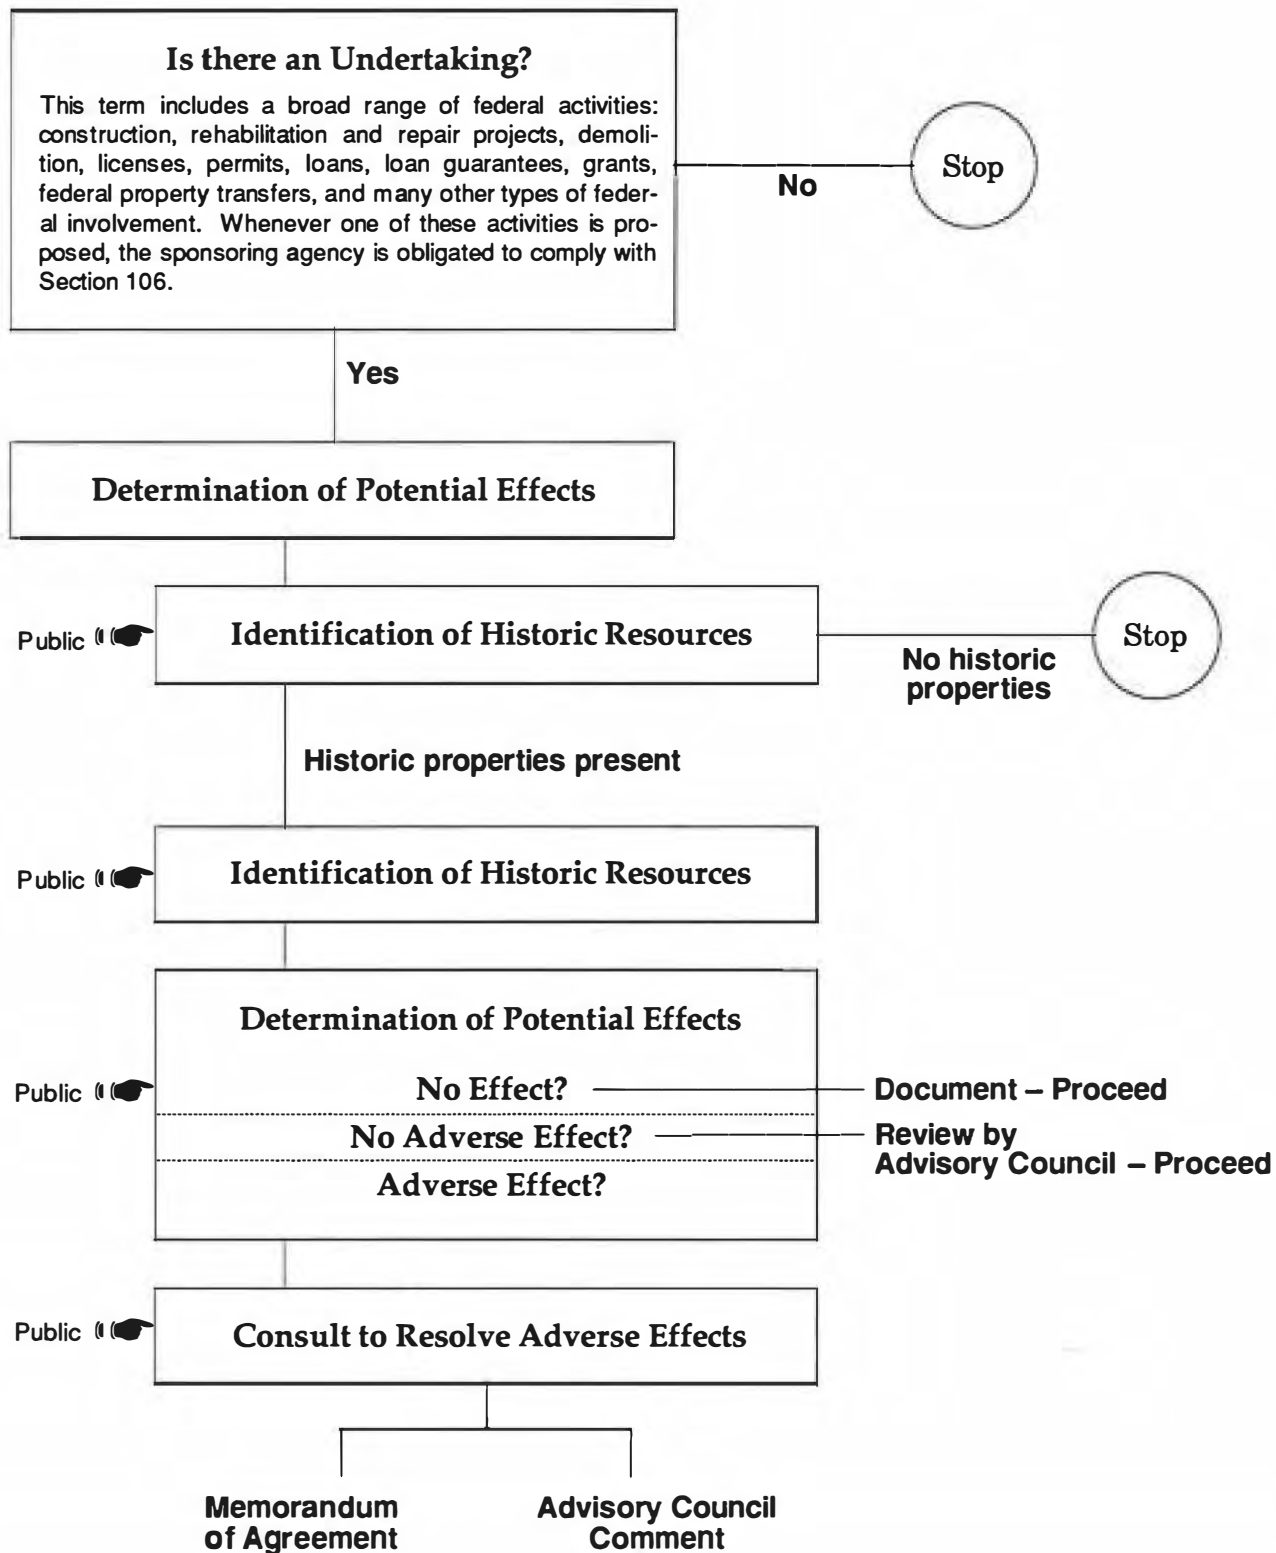 Is there an Undertaking?
This term includes a broad range of federal activities:
construction, rehabilitation and repair projects, demoli-
tion, licenses, permits, loans, loan guarantees, grants,
federal property transfers, and many other types of feder-
al involvement. Whenever one of these activities is pro-
posed, the sponsoring agency is obligated to comply with
Section 106.
No
Stop
Yes
Determination of Potential Effects
Public
Identification of Historic Resources
No historic
properties
Stop
Historic properties present
Public
Identification of Historic Resources
Determination of Potential Effects
Public
No Effect?
Document – Proceed
No Adverse Effect?
Review by
Advisory Council – Proceed
Adverse Effect?
Public
Consult to Resolve Adverse Effects
Memorandum
of Agreement
Advisory Council
Comment